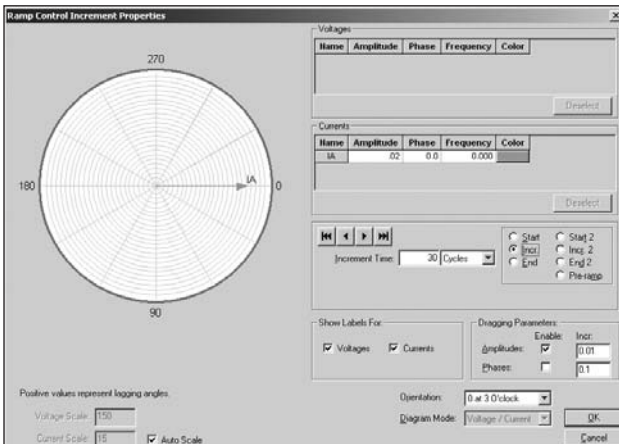 Ramp Control Increment Properties
270
180
IA
0
90
Positive values represent lagging angles.
Voltage Scale: 150
Current Scale: 15
Auto Scale
Voltages
Name Amplitude Phase Frequency Color
Deselect
Currents
Name Amplitude Phase Frequency Color
IA .02 0.0 0.000
Deselect
Increment Time: 30 Cycles
Start Start 2
Incr. Incr. 2
End End 2
Pre-ramp
Show Labels For:
Voltages Currents
Dragging Parameters:
Enable: Incr:
Amplitudes: 0.01
Phases: 0.1
Orientation: 0 at 3 O'clock
Diagram Mode: Voltage / Current
OK
Cancel